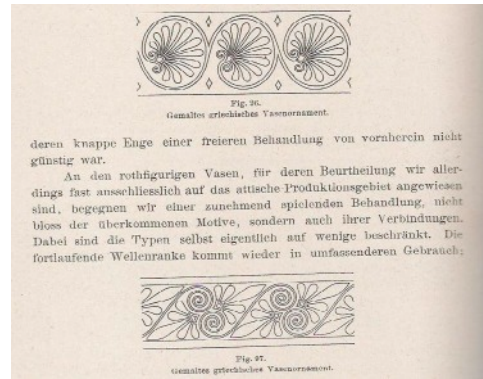 Fig. 26.
Gemaltes griechisches Vasenornament.
deren knappe Enge einer freieren Behandlung von vornherein nicht
günstig war.
An den rothfigurigen Vasen, für deren Beurtheilung wir aller-
dings fast ausschliesslich auf das attische Produktionsgebiet angewiesen
sind, begegnen wir einer zunehmend spielenden Behandlung, nicht
bloss der überkommenen Motive, sondern auch ihrer Verbindungen.
Dabei sind die Typen selbst eigentlich auf wenige beschränkt. Die
fortlaufende Wellenranke kommt wieder in umfassenderen Gebrauch;
Fig. 97.
Gemaltes griechisches Vasenornament.